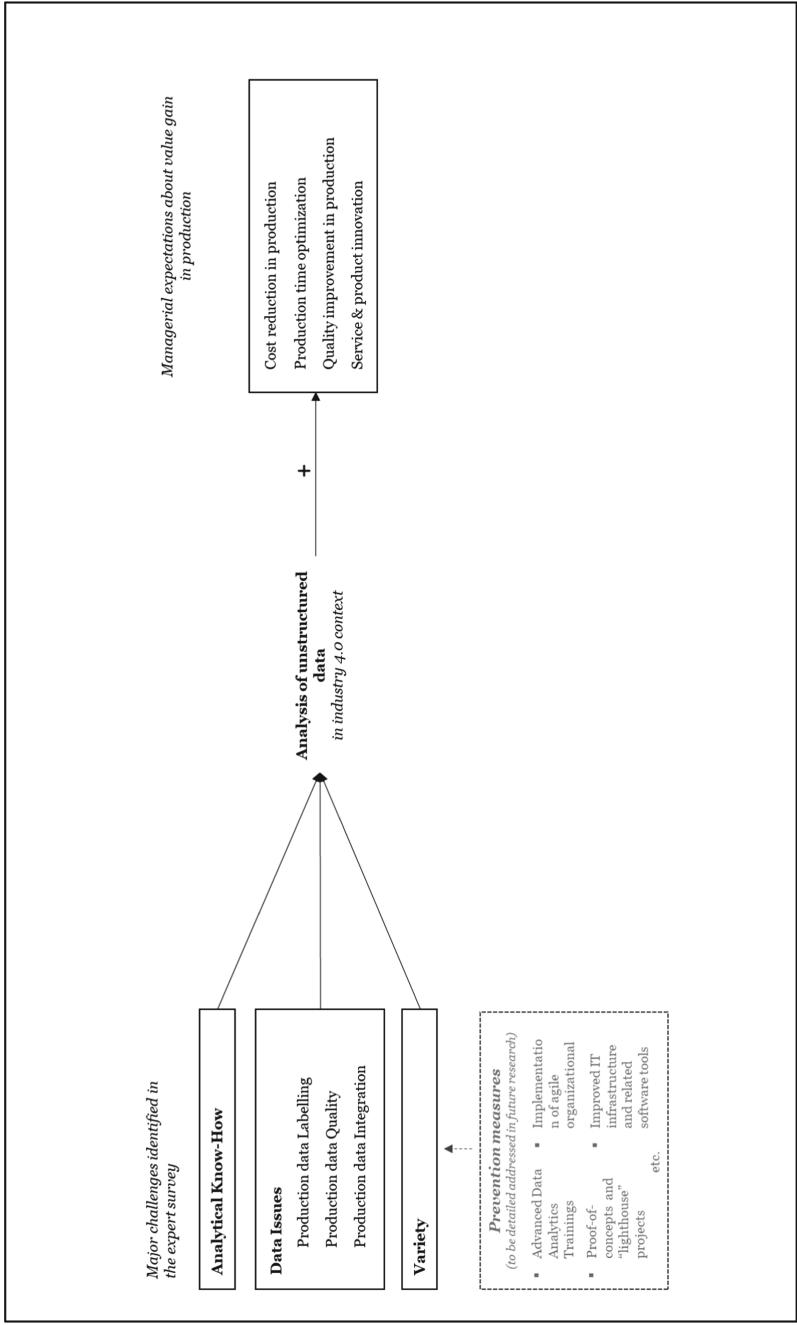 Major challenges identified in
the expert survey
Analytical Know-How
Data Issues
Production data Labelling
Production data Quality
Production data Integration
Variety
Prevention measures
(to be detailed addressed in future research)
▪ Advanced Data
Analytics
Trainings
▪ Proof-of-
concepts and
“lighthouse”
projects
▪ Implementatio
n of agile
organizational
▪ Improved IT
infrastructure
and related
software tools
etc.
Analysis of unstructured
data
in industry 4.0 context
+
Managerial expectations about value gain
in production
Cost reduction in production
Production time optimization
Quality improvement in production
Service & product innovation